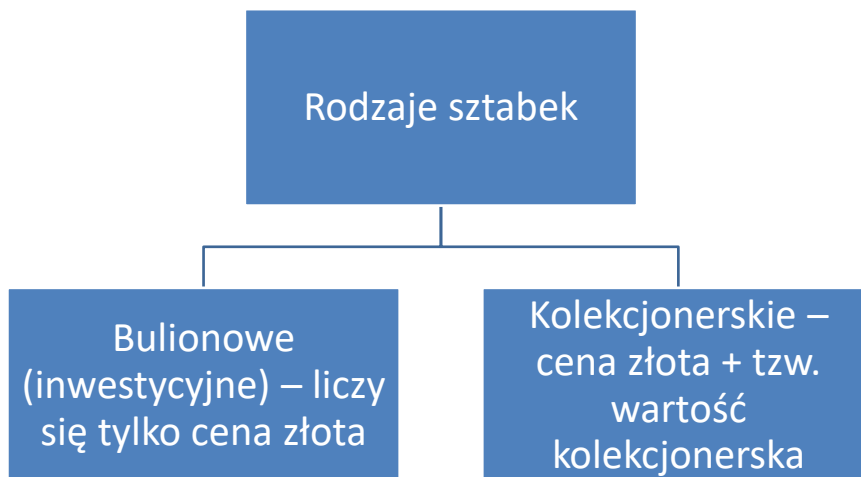 Rodzaje sztabek
Bulionowe
(inwestycyjne) – liczy
się tylko cena złota
Kolekcjonerskie –
cena złota + tzw.
wartość
kolekcjonerska